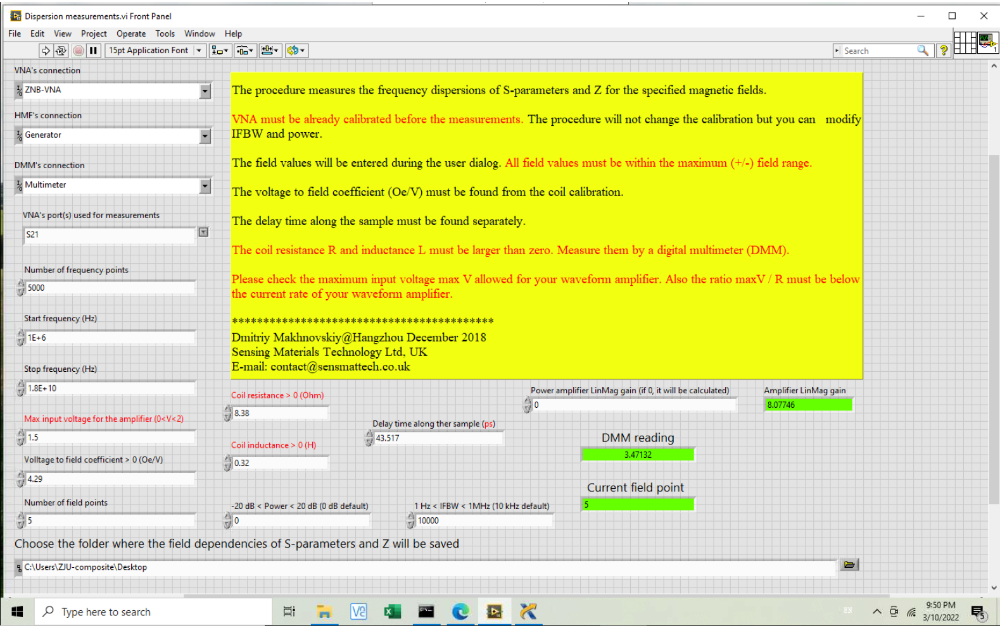 Dispersion measurements.vi Front Panel
File Edit View Project Operate Tools Window Help
15pt Application Font
Search
1
VNA's connection
ZNB-VNA
HMF's connection
Generator
DMM's connection
Multimeter
VNA's port(s) used for measurements
S21
Number of frequency points
5000
Start frequency (Hz)
1E+6
Stop frequency (Hz)
1.8E+10
Max input voltage for the amplifier (0<V<2)
1.5
Volltage to field coefficient > 0 (Oe/V)
4.29
Number of field points
5
The procedure measures the frequency dispersions of S-parameters and Z for the specified magnetic fields.
VNA must be already calibrated before the measurements. The procedure will not change the calibration but you can modify
IFBW and power.
The field values will be entered during the user dialog. All field values must be within the maximum (+/-) field range.
The voltage to field coefficient (Oe/V) must be found from the coil calibration.
The delay time along the sample must be found separately.
The coil resistance R and inductance L must be larger than zero. Measure them by a digital multimeter (DMM).
Please check the maximum input voltage max V allowed for your waveform amplifier. Also the ratio maxV / R must be below
the current rate of your waveform amplifier.
******************************************
Dmitriy Makhnovskiy@Hangzhou December 2018
Sensing Materials Technology Ltd, UK
E-mail: contact@sensmattech.co.uk
Coil resistance > 0 (Ohm)
8.38
Coil inductance > 0 (H)
0.32
Delay time along ther sample (ps)
43.517
-20 dB < Power < 20 dB (0 dB default)
0
1 Hz < IFBW < 1MHz (10 kHz default)
10000
Power amplifier LinMag gain (if 0, it will be calculated)
0
Amplifier LinMag gain
8.07746
DMM reading
3.47132
Current field point
5
Choose the folder where the field dependencies of S-parameters and Z will be saved
C:\Users\ZJU-composite\Desktop
Type here to search
EN
9:50 PM
3/10/2022
5